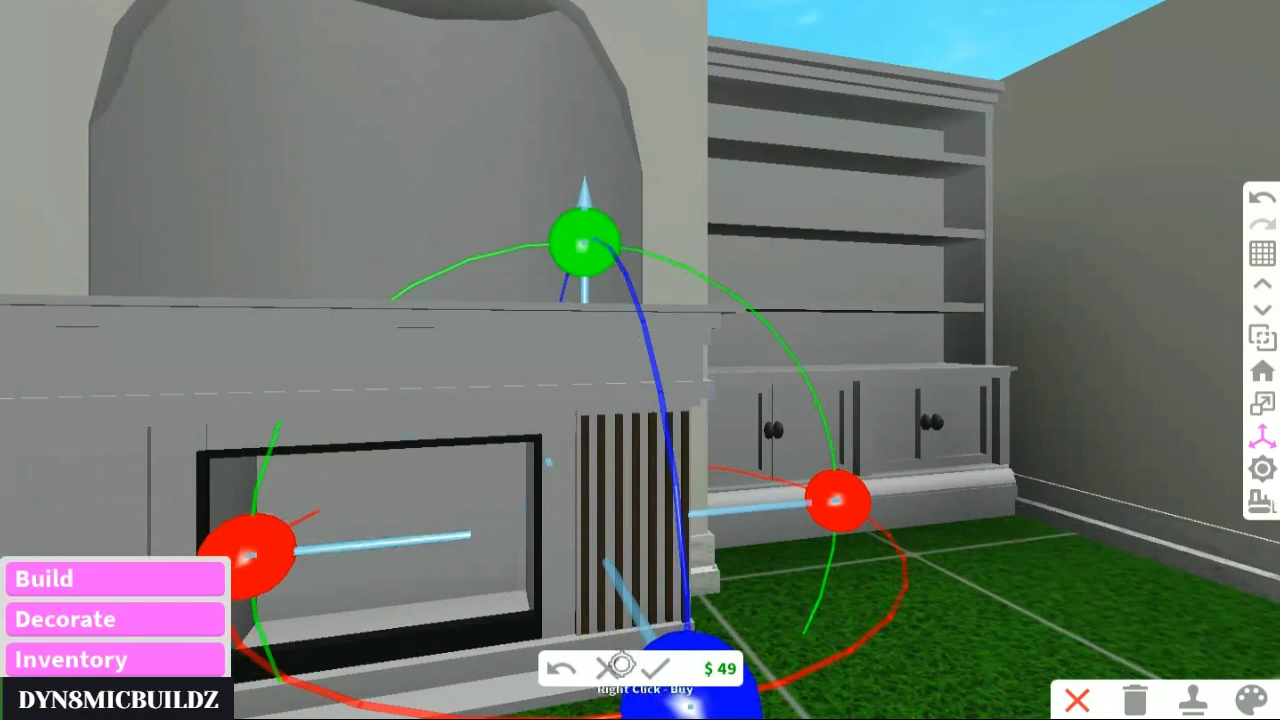 Build
Decorate
Inventory
DYN8MICBUILDZ
$ 49
Right Click - Buy